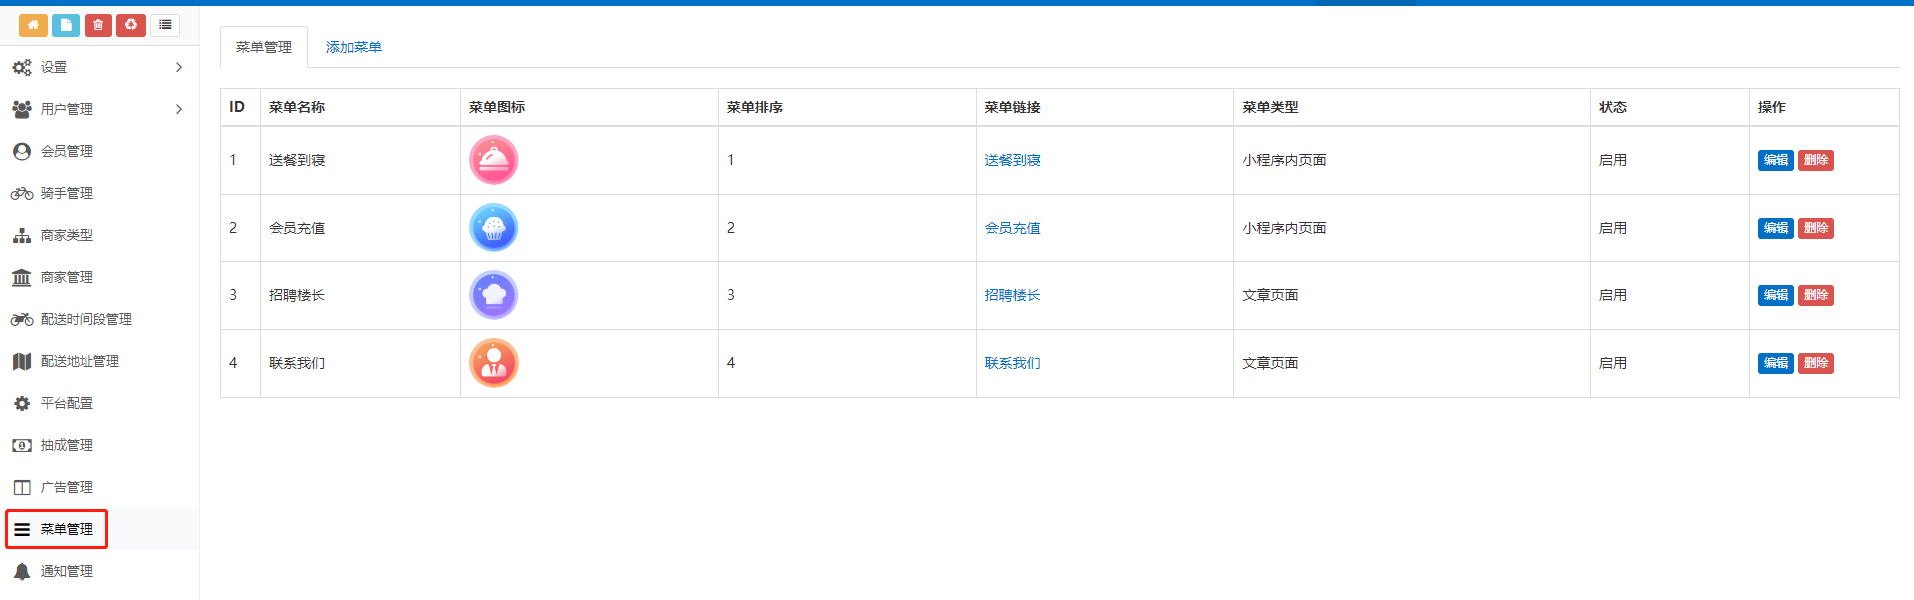 设置
用户管理
会员管理
骑手管理
商家类型
商家管理
配送时间段管理
配送地址管理
平台配置
抽成管理
广告管理
菜单管理
通知管理
菜单管理 添加菜单
ID 菜单名称 菜单图标 菜单排序 菜单链接 菜单类型 状态 操作
1 送餐到寝 1 送餐到寝 小程序内页面 启用 编辑 删除
2 会员充值 2 会员充值 小程序内页面 启用 编辑 删除
3 招聘楼长 3 招聘楼长 文章页面 启用 编辑 删除
4 联系我们 4 联系我们 文章页面 启用 编辑 删除